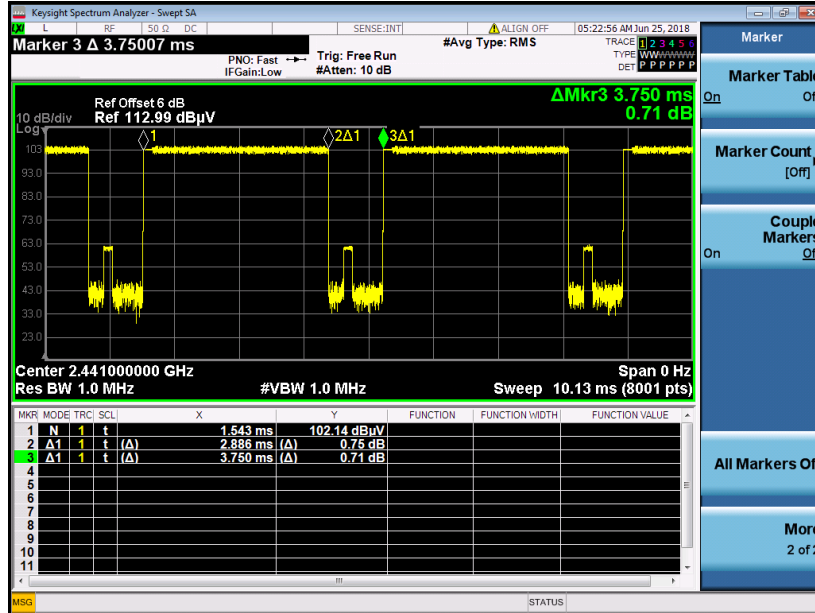 Keysight Spectrum Analyzer - Swept SA
LXI L RF 50 Ω DC SENSE:INT ALIGN OFF 05:22:56 AM Jun 25, 2018
Marker 3 Δ 3.75007 ms
PNO: Fast
IFGain:Low
Trig: Free Run
#Atten: 10 dB
#Avg Type: RMS
TRACE 1 2 3 4 5 6
TYPE WWWWWW
DET P P P P P P
Marker
Ref Offset 6 dB
10 dB/div Ref 112.99 dBµV
Log
ΔMkr3 3.750 ms
0.71 dB
1
2Δ1
3Δ1
103
93.0
83.0
73.0
63.0
53.0
43.0
33.0
23.0
Center 2.441000000 GHz Span 0 Hz
Res BW 1.0 MHz #VBW 1.0 MHz Sweep 10.13 ms (8001 pts)
MKR MODE TRC SCL X Y FUNCTION FUNCTION WIDTH FUNCTION VALUE
1 N 1 t 1.543 ms 102.14 dBµV
2 Δ1 1 t (Δ) 2.886 ms (Δ) 0.75 dB
3 Δ1 1 t (Δ) 3.750 ms (Δ) 0.71 dB
4
5
6
7
8
9
10
11
MSG STATUS
Marker Table
On Of
Marker Count
[Off]
Couple
Markers
On Of
All Markers Of
More
2 of 2